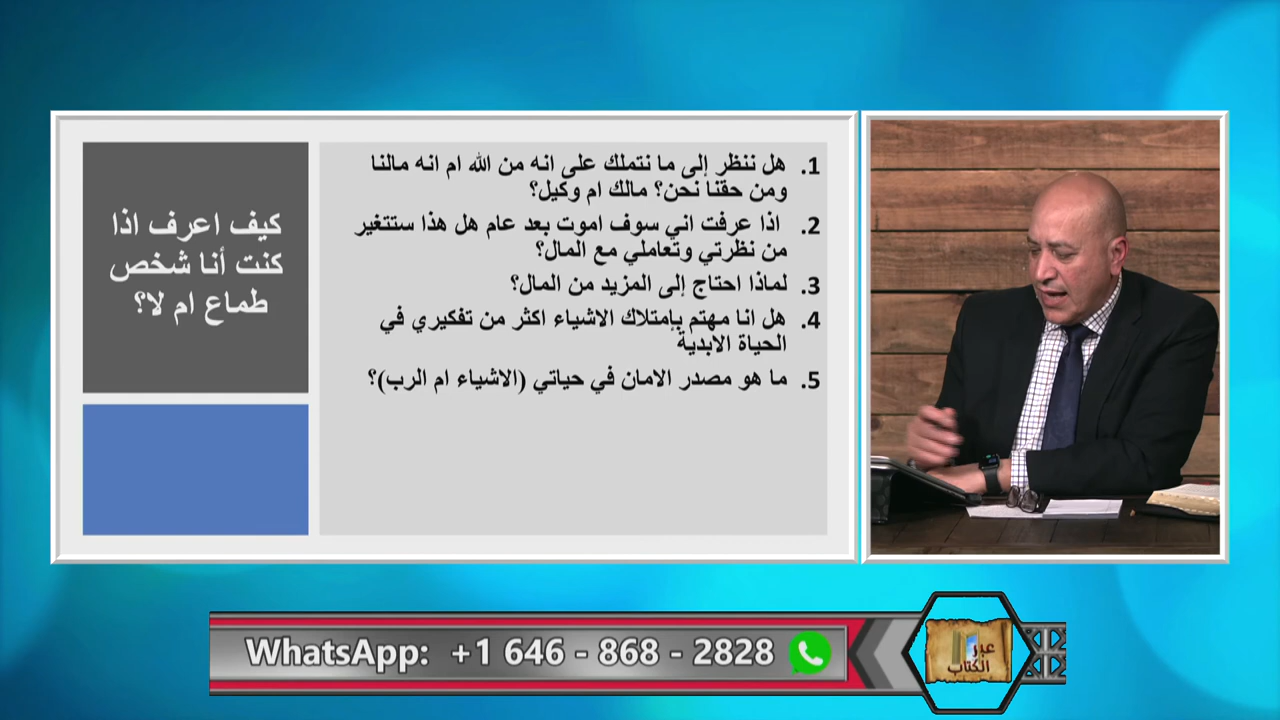 كيف اعرف اذا
كنت أنا شخص
طماع ام لا؟
1. هل ننظر إلى ما نتملك على انه من الله ام انه مالنا
ومن حقنا نحن؟ مالك ام وكيل؟
2. اذا عرفت اني سوف اموت بعد عام هل هذا ستتغير
من نظرتي وتعاملي مع المال؟
3. لماذا احتاج إلى المزيد من المال؟
4. هل انا مهتم بإمتلاك الاشياء اكثر من تفكيري في
الحياة الابدية
5. ما هو مصدر الامان في حياتي (الاشياء ام الرب)؟
WhatsApp: +1 646 - 868 - 2828
عبر
الكتاب